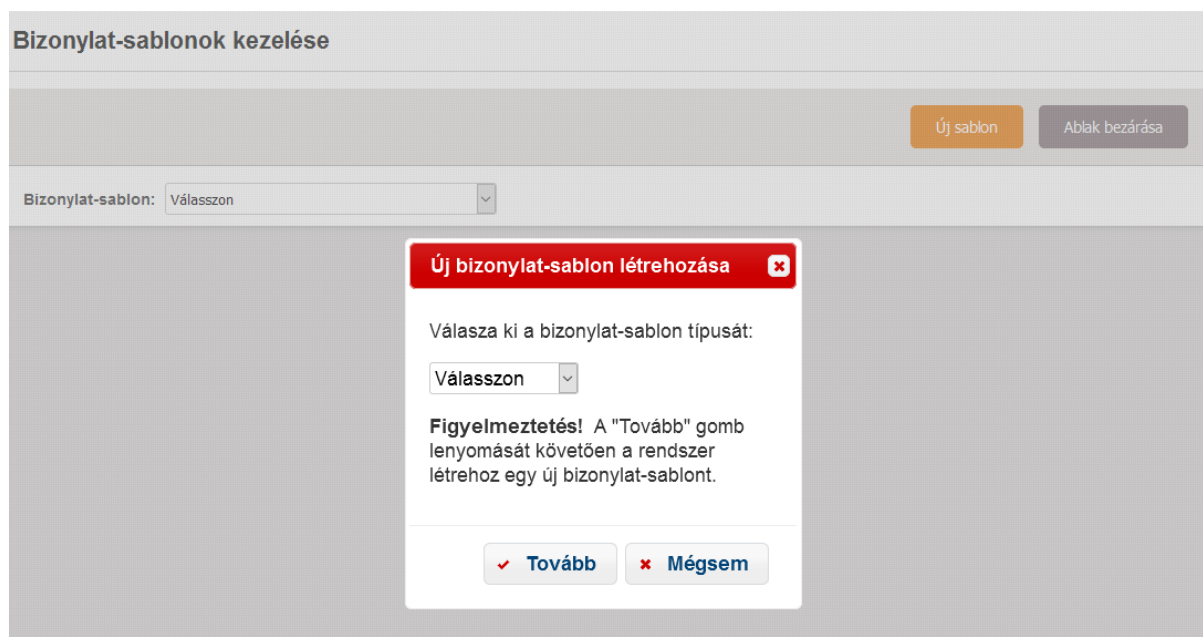 Bizonylat-sablonok kezelése
Új sablon Ablak bezárása
Bizonylat-sablon: Válasszon
Új bizonylat-sablon létrehozása
Válasza ki a bizonylat-sablon típusát:
Válasszon
Figyelmeztetés! A "Tovább" gomb
lenyomását követően a rendszer
létrehoz egy új bizonylat-sablont.
Tovább Mégsem